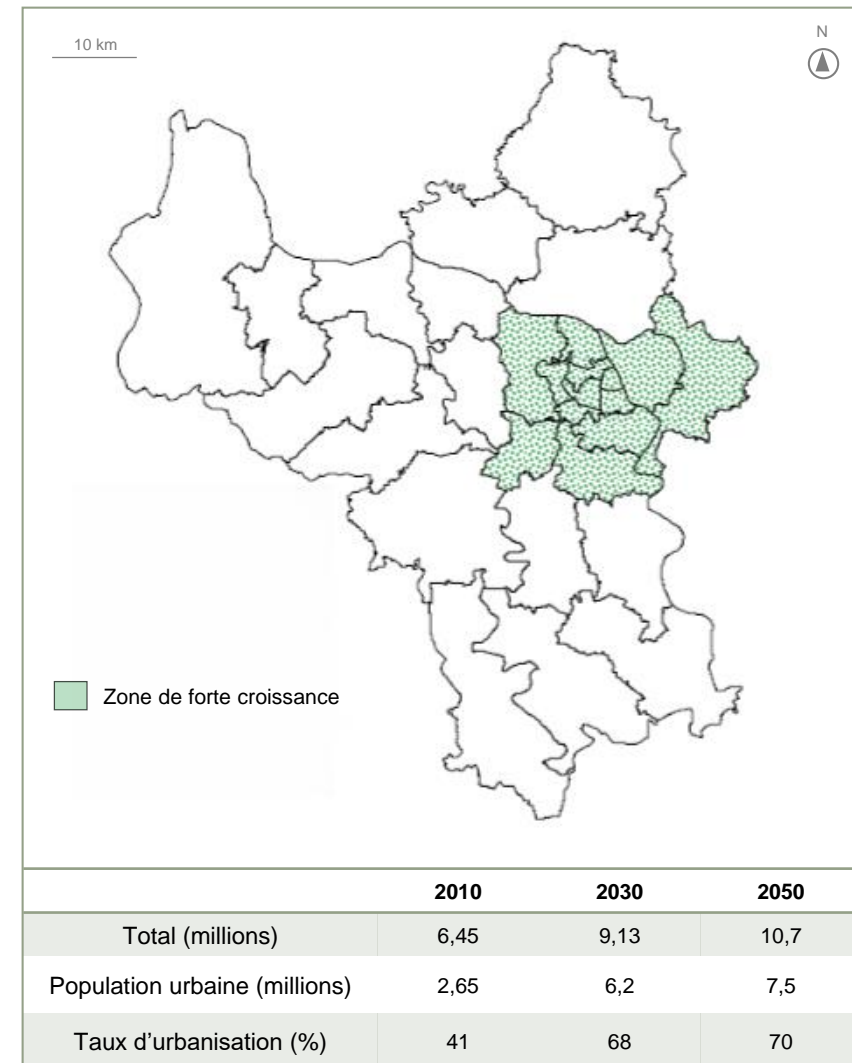 10 km
N
Zone de forte croissance
2010 2030 2050
Total (millions) 6,45 9,13 10,7
Population urbaine (millions) 2,65 6,2 7,5
Taux d’urbanisation (%) 41 68 70